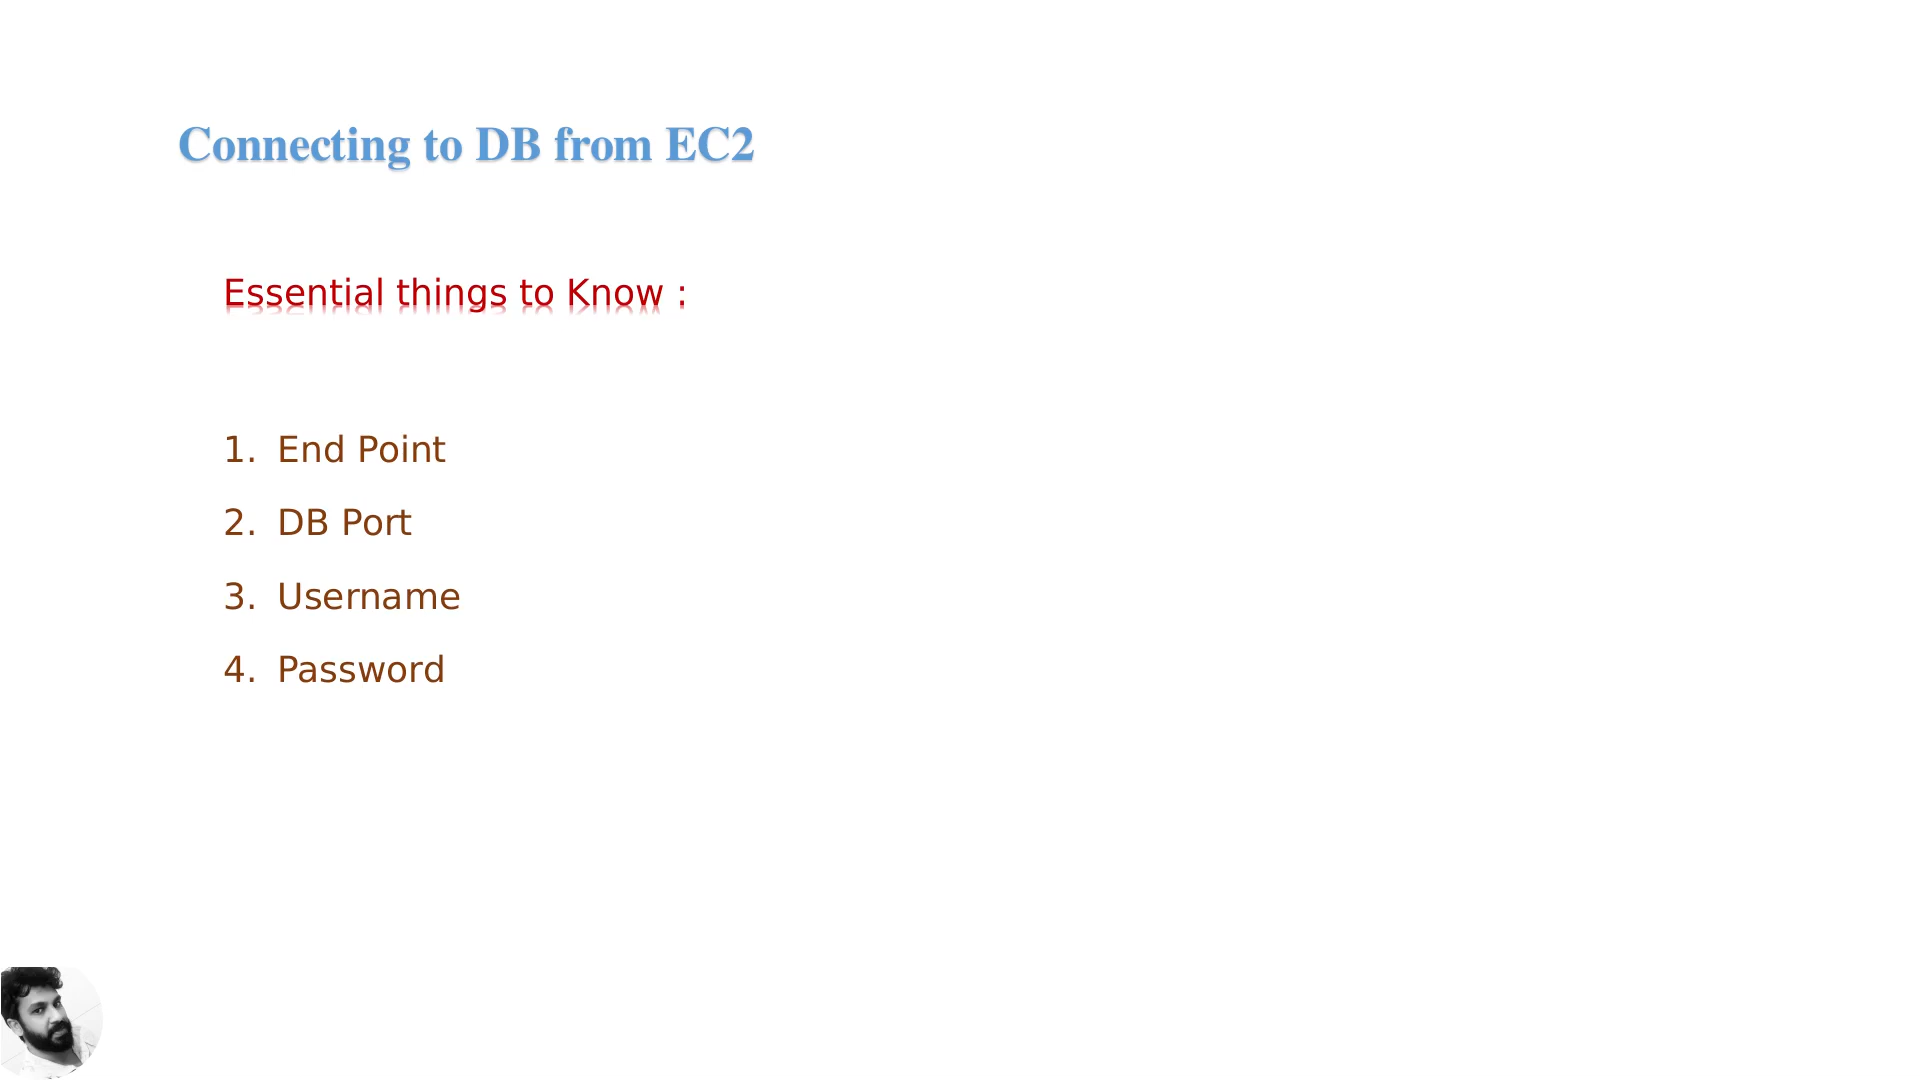 Connecting to DB from EC2
Essential things to Know :
1. End Point
2. DB Port
3. Username
4. Password